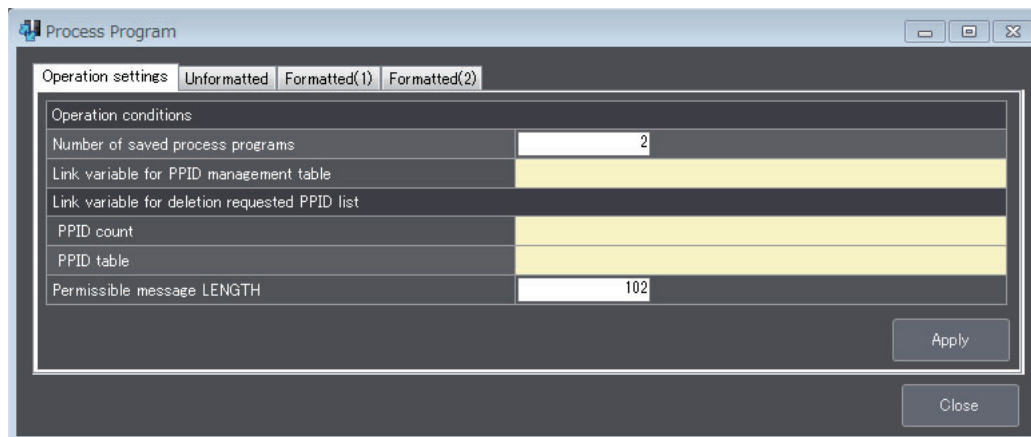 Process Program
Operation settings Unformatted Formatted(1) Formatted(2)
Operation conditions
Number of saved process programs 2
Link variable for PPID management table
Link variable for deletion requested PPID list
PPID count
PPID table
Permissible message LENGTH 102
Apply
Close